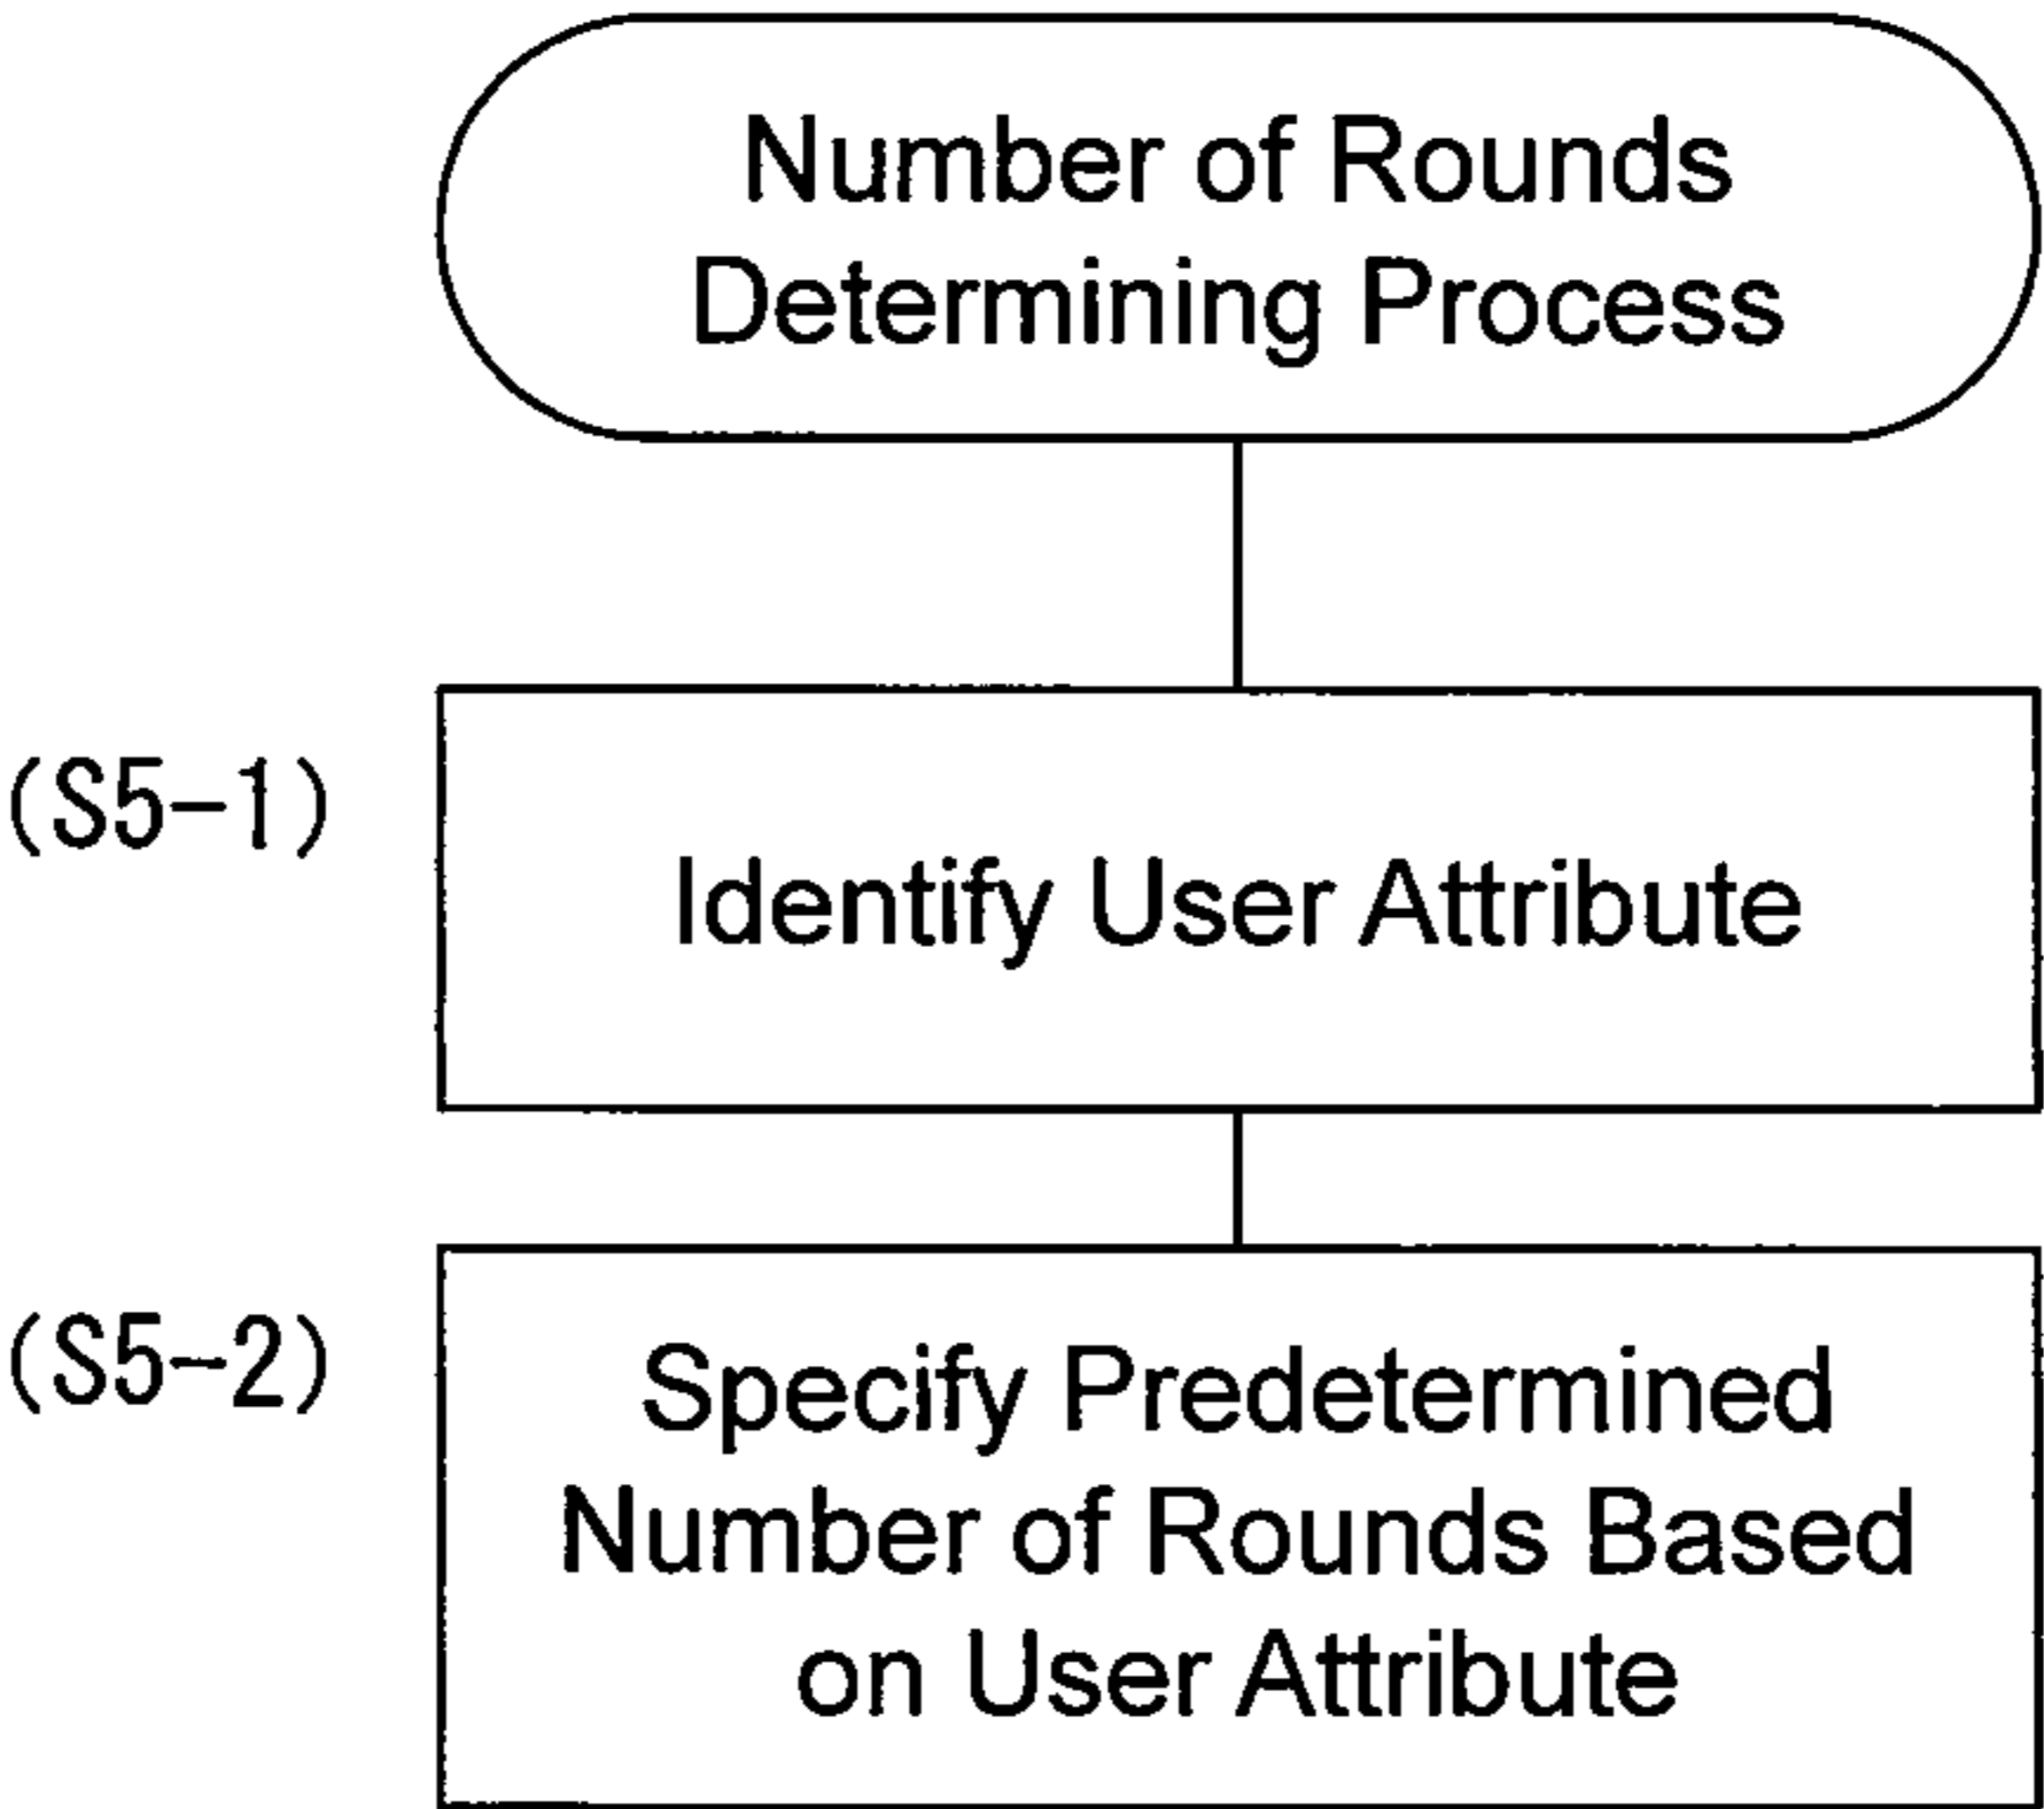 Number of Rounds
Determining Process
(S5-1)
Identify User Attribute
(S5-2)
Specify Predetermined
Number of Rounds Based
on User Attribute